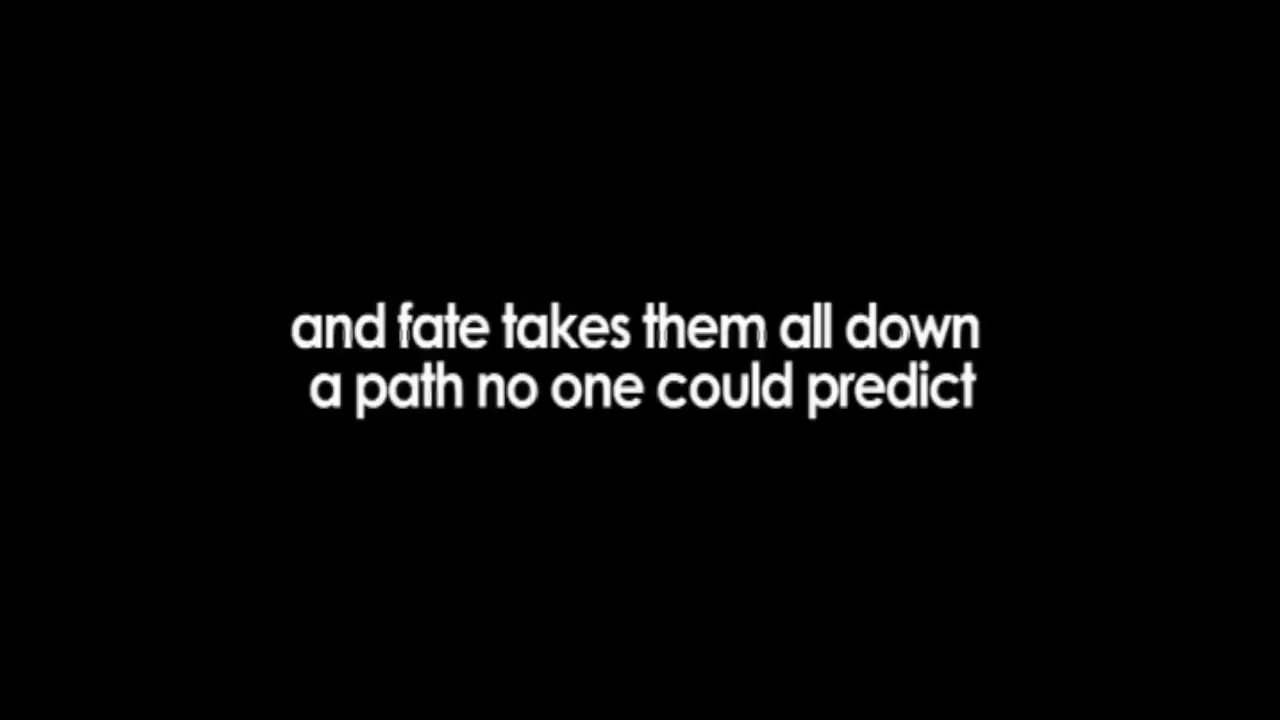 and fate takes them all down
a path no one could predict